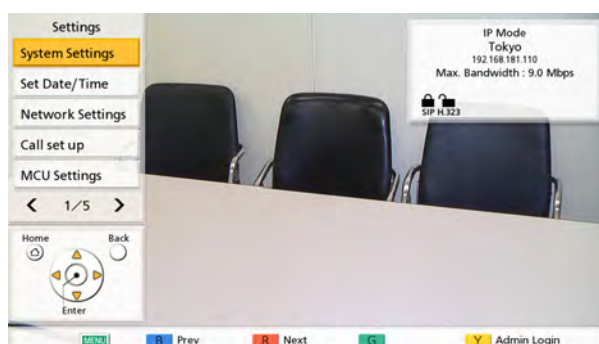 Settings
System Settings
Set Date/Time
Network Settings
Call set up
MCU Settings
1/5
Home
Back
Enter
IP Mode
Tokyo
192.168.181.110
Max. Bandwidth : 9.0 Mbps
SIP H.323
MENU B Prev R Next G Y Admin Login